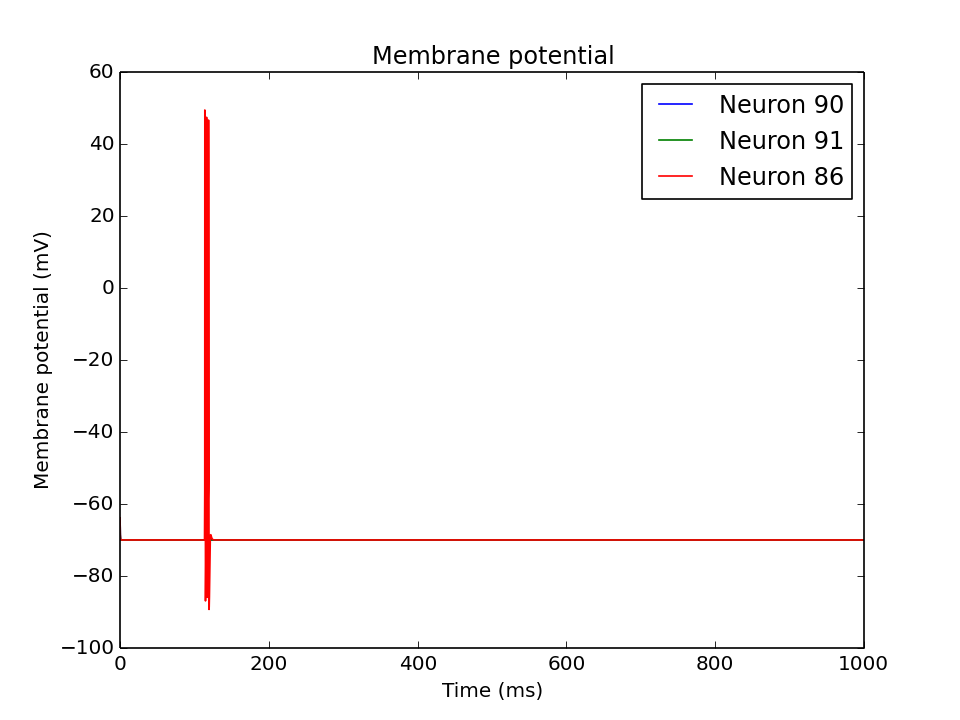 Membrane potential
60
40
20
0
−20
−40
−60
−80
−100
Membrane potential (mV)
Neuron 90
Neuron 91
Neuron 86
0 200 400 600 800 1000
Time (ms)